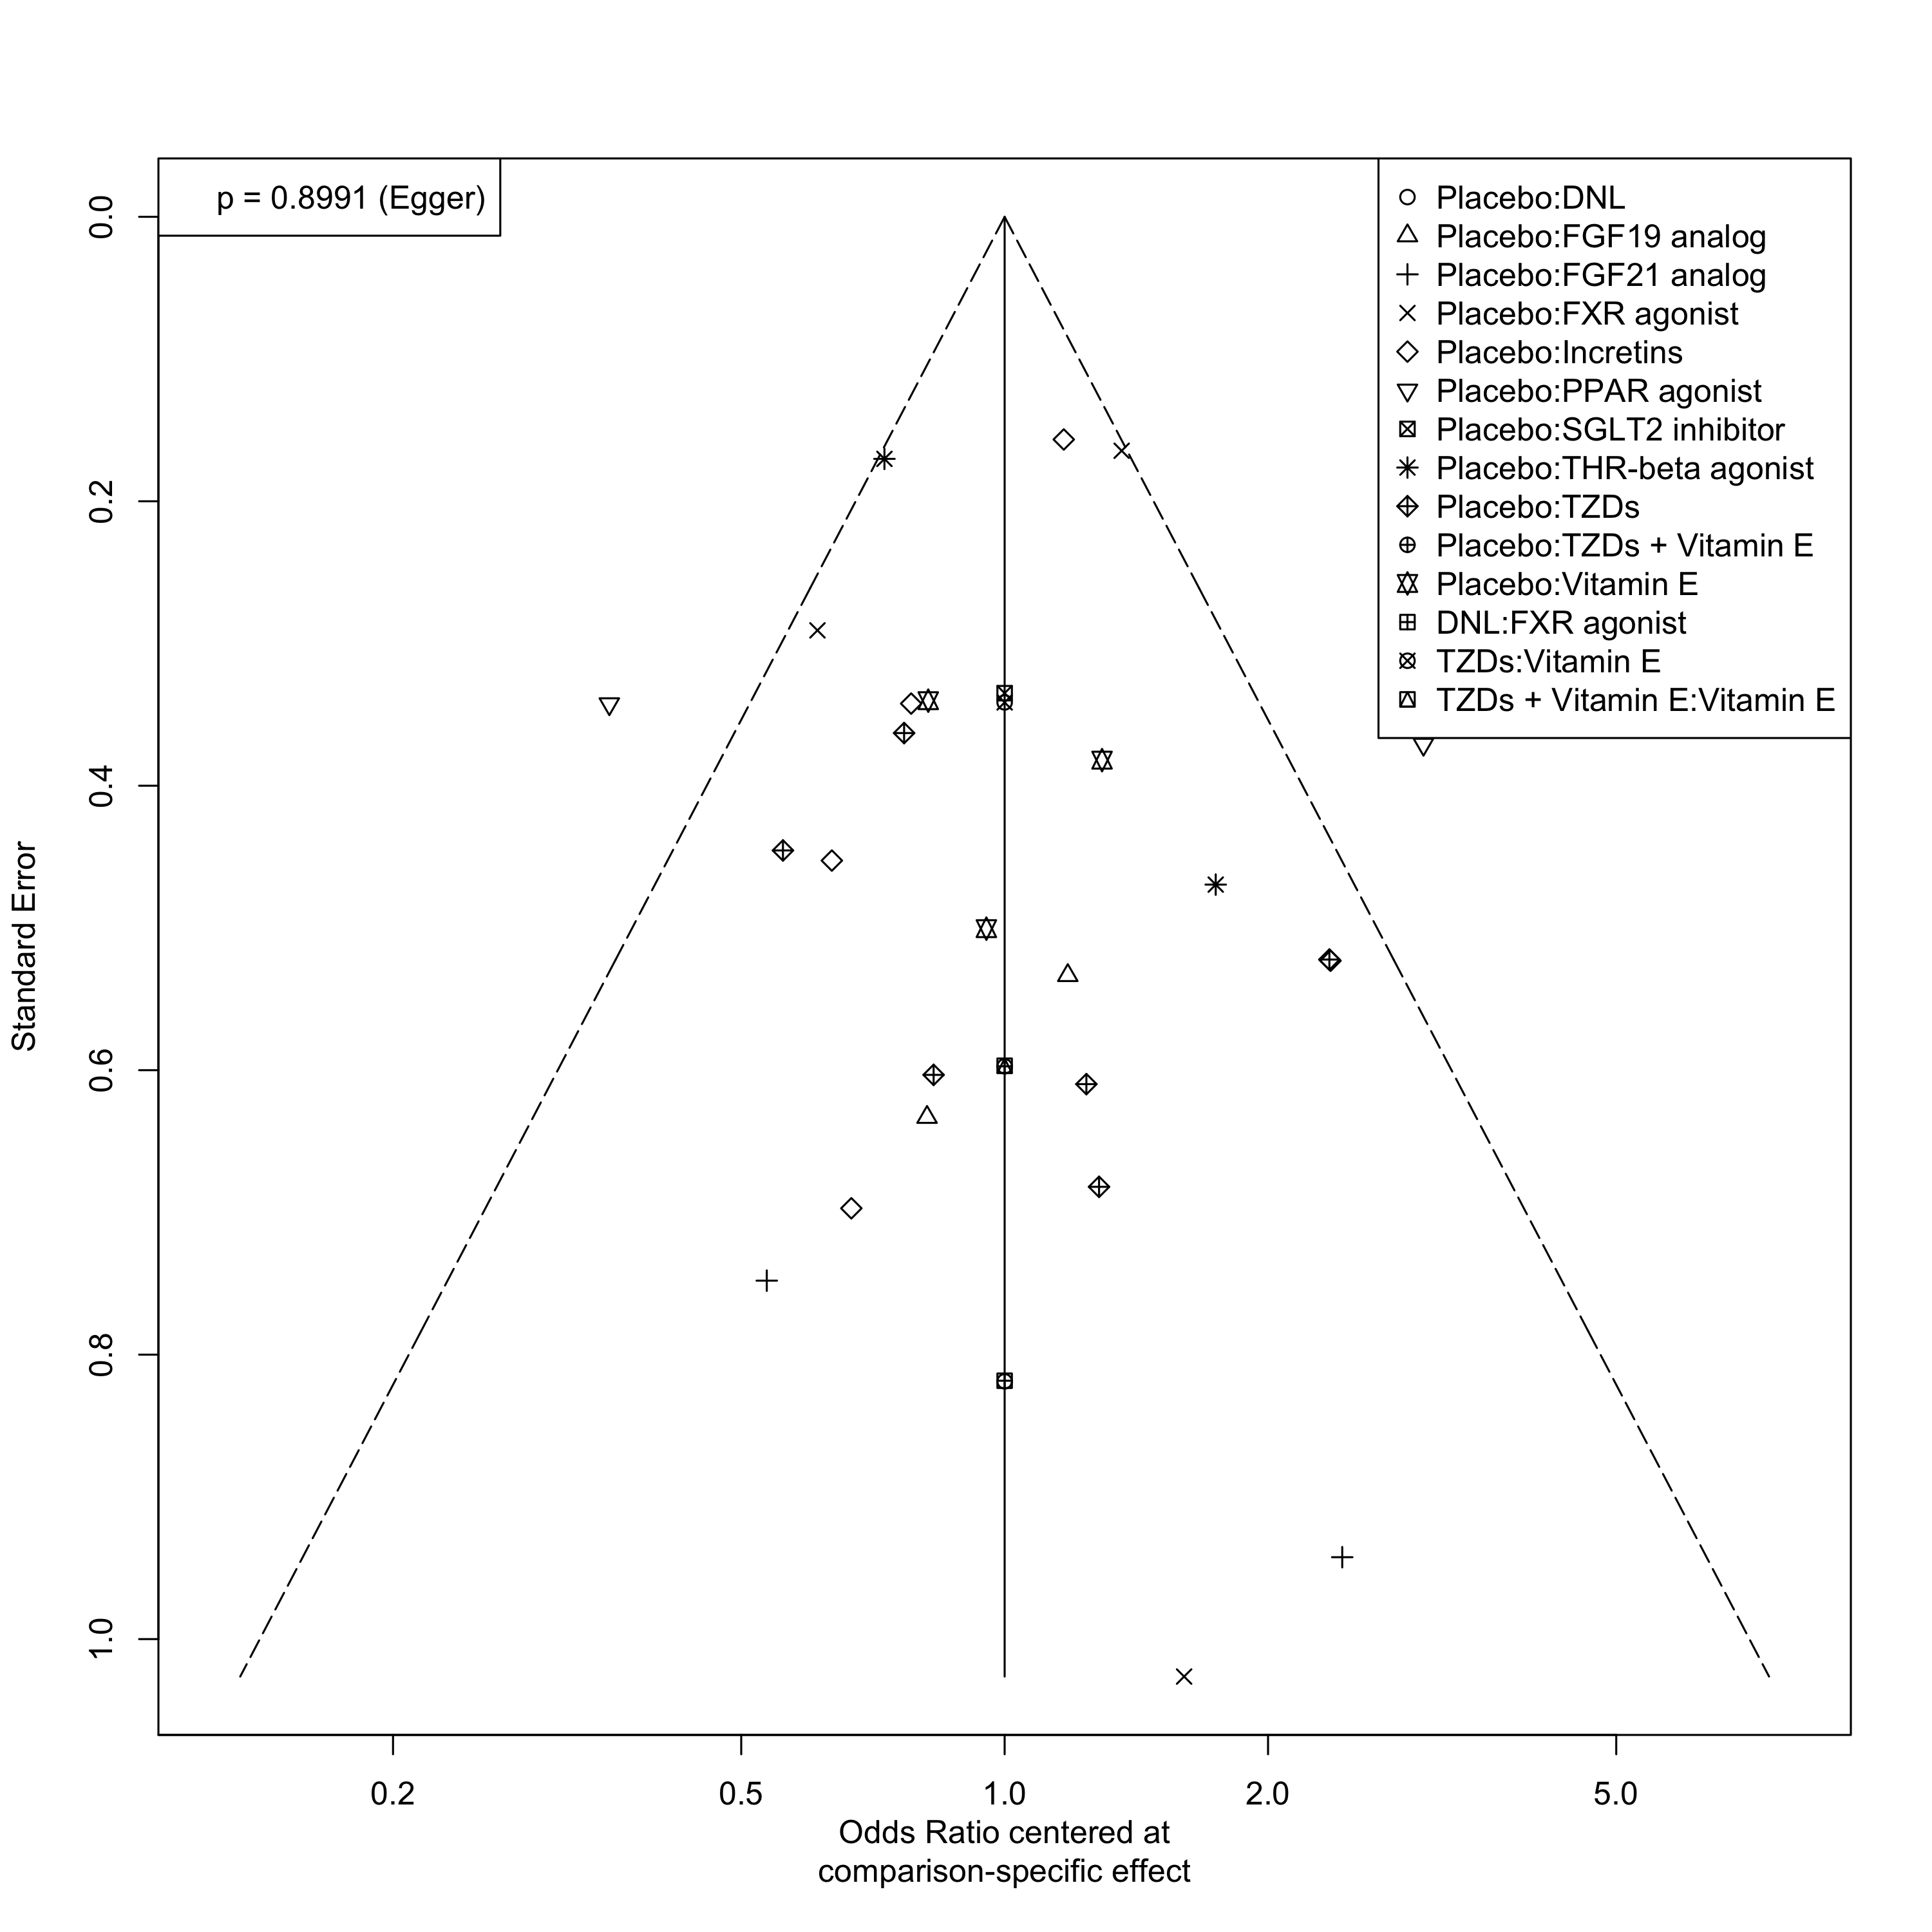 p = 0.8991 (Egger)
Placebo:DNL
Placebo:FGF19 analog
Placebo:FGF21 analog
Placebo:FXR agonist
Placebo:Incretins
Placebo:PPAR agonist
Placebo:SGLT2 inhibitor
Placebo:THR-beta agonist
Placebo:TZDs
Placebo:TZDs + Vitamin E
Placebo:Vitamin E
DNL:FXR agonist
TZDs:Vitamin E
TZDs + Vitamin E:Vitamin E
0.0
0.2
0.4
0.6
0.8
1.0
Standard Error
0.2 0.5 1.0 2.0 5.0
Odds Ratio centered at
comparison-specific effect